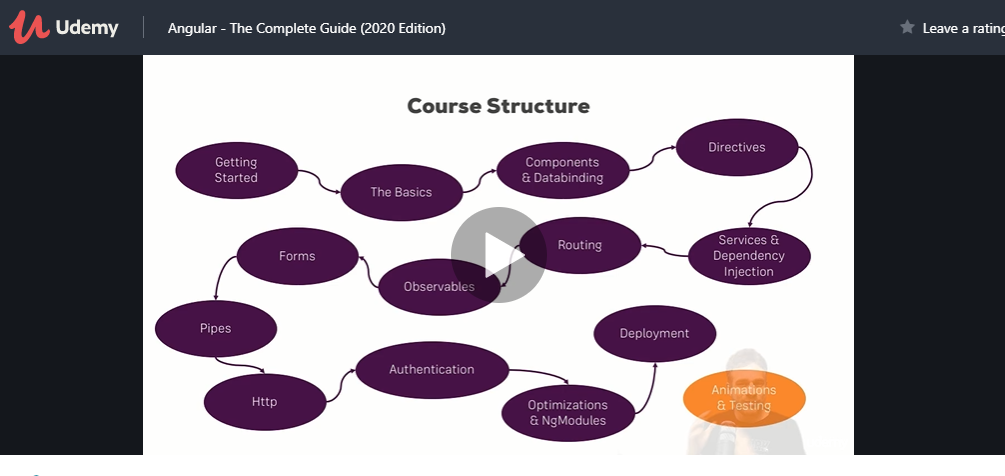 Udemy
Angular - The Complete Guide (2020 Edition)
Leave a rating
Course Structure
Getting
Started
The Basics
Components
& Databinding
Directives
Services &
Dependency
Injection
Routing
Observables
Forms
Pipes
Http
Authentication
Optimizations
& NgModules
Deployment
Animations
& Testing